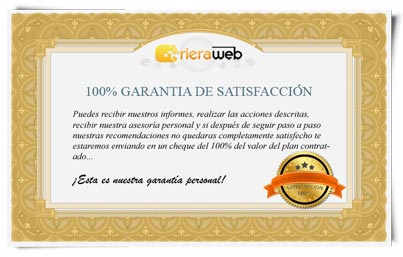 rieraweb
100% GARANTIA DE SATISFACCIÓN
Puedes recibir nuestros informes, realizar las acciones descritas,
recibir nuestra asesoría personal y si después de seguir paso a paso
nuestras recomendaciones no quedaras completamente satisfecho te
estaremos enviando en un cheque del 100% del valor del plan contrat-
ado...
¡Esta es nuestra garantía personal!
SATISFACCION